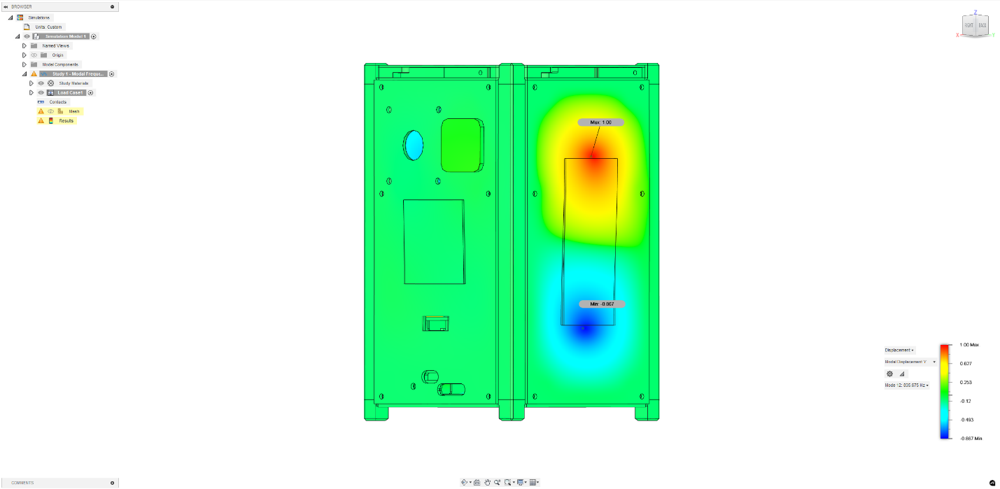 BROWSER
Simulations
Units: Custom
Simulation Model 1
Named Views
Origin
Model Components
Study 1 - Modal Freque...
Study Materials
Load Case1
Contacts
Mesh
Results
Z
RIGHT
BACK
X
Y
Max: 1.00
Min: -0.867
Displacement
Modal Displacement Y
Mode 12: 835.675 Hz
1.00 Max
0.627
0.253
-0.12
-0.493
-0.867 Min
COMMENTS